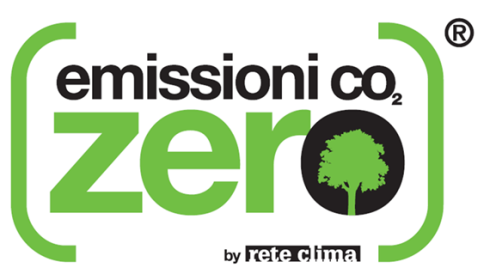 ®
emissioni co₂
zero
by rete clima